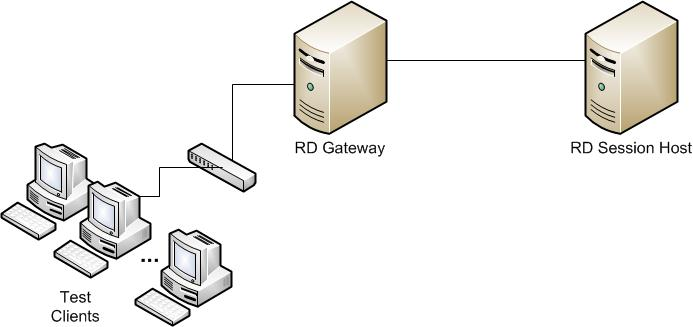 RD Gateway
RD Session Host
...
Test
Clients